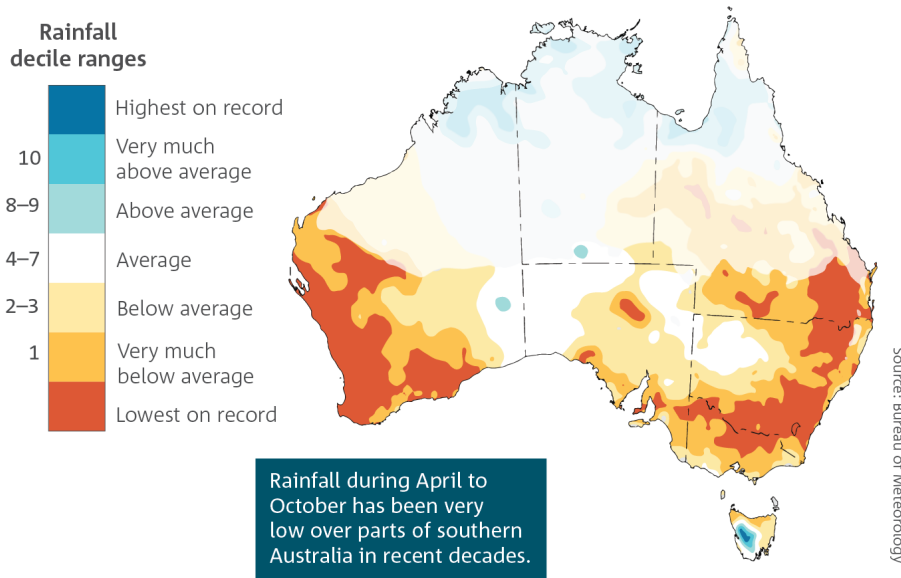 Rainfall
decile ranges
Highest on record
10
Very much
above average
8–9
Above average
4–7
Average
2–3
Below average
1
Very much
below average
Lowest on record
Rainfall during April to
October has been very
low over parts of southern
Australia in recent decades.
Source: Bureau of Meteorology